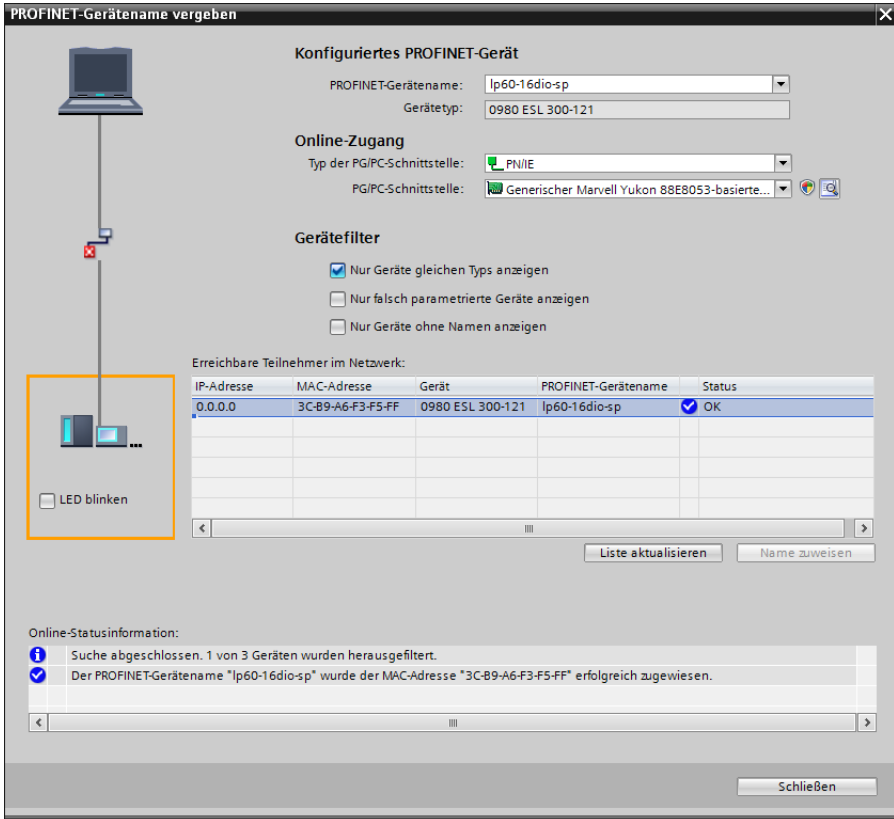 PROFINET-Gerätename vergeben
Konfiguriertes PROFINET-Gerät
PROFINET-Gerätename: lp60-16dio-sp
Gerätetyp: 0980 ESL 300-121
Online-Zugang
Typ der PG/PC-Schnittstelle: PN/IE
PG/PC-Schnittstelle: Generischer Marvell Yukon 88E8053-basierte...
Gerätefilter
Nur Geräte gleichen Typs anzeigen
Nur falsch parametrierte Geräte anzeigen
Nur Geräte ohne Namen anzeigen
Erreichbare Teilnehmer im Netzwerk:
IP-Adresse MAC-Adresse Gerät PROFINET-Gerätename Status
0.0.0.0 3C-B9-A6-F3-F5-FF 0980 ESL 300-121 lp60-16dio-sp OK
LED blinken
Liste aktualisieren Name zuweisen
Online-Statusinformation:
Suche abgeschlossen. 1 von 3 Geräten wurden herausgefiltert.
Der PROFINET-Gerätename "lp60-16dio-sp" wurde der MAC-Adresse "3C-B9-A6-F3-F5-FF" erfolgreich zugewiesen.
Schließen